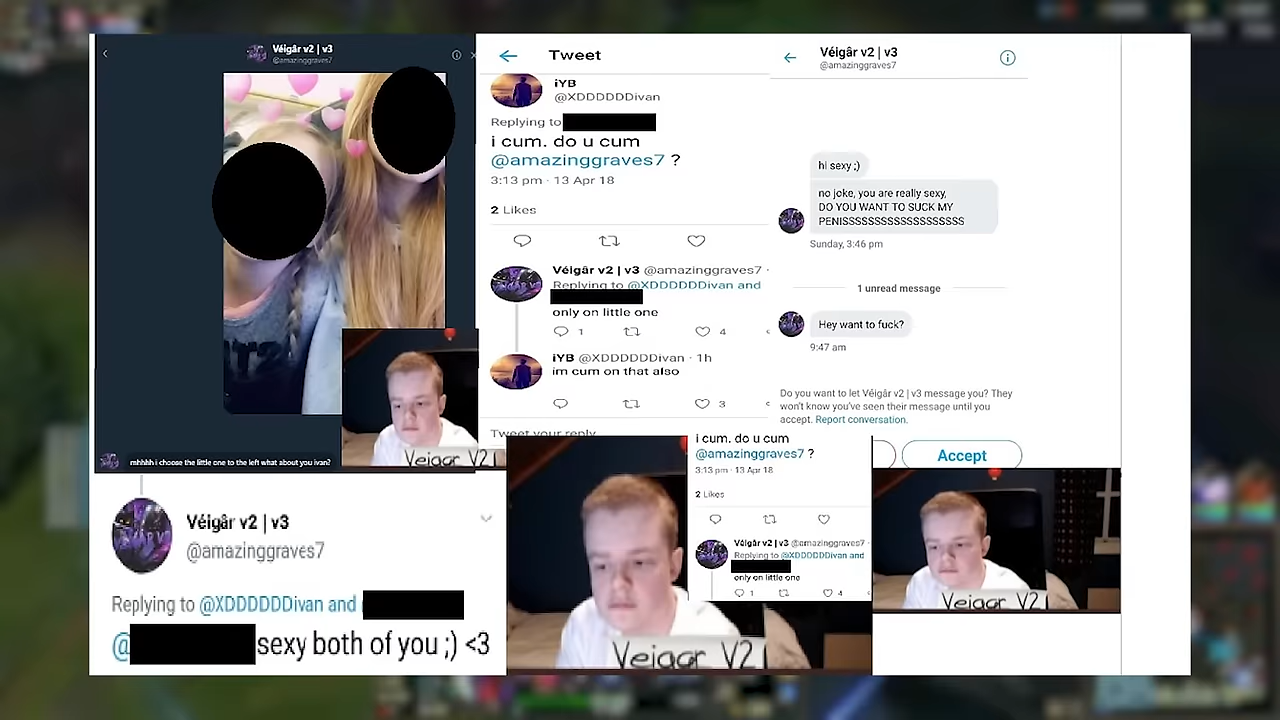 Véigâr v2 | v3
@amazinggraves7
mhhhh i choose the little one to the left what about you ivan?
Véigâr v2 | v3
@amazinggraves7
Replying to @XDDDDDDivan and
@
sexy both of you ;) <3
Tweet
iYB
@XDDDDDDivan
Replying to
i cum. do u cum
@amazinggraves7 ?
3:13 pm · 13 Apr 18
2 Likes
Véigâr v2 | v3 @amazinggraves7 ·
Replying to @XDDDDDDivan and
only on little one
1
4
iYB @XDDDDDDivan · 1h
im cum on that also
3
Tweet your reply
Véigâr v2 | v3
@amazinggraves7
hi sexy ;)
no joke, you are really sexy,
DO YOU WANT TO SUCK MY
PENISSSSSSSSSSSSSSSSSSS
Sunday, 3:46 pm
1 unread message
Hey want to fuck?
9:47 am
Do you want to let Véigâr v2 | v3 message you? They
won't know you've seen their message until you
accept. Report conversation.
Accept
i cum. do u cum
@amazinggraves7 ?
3:13 pm · 13 Apr 18
2 Likes
Véigâr v2 | v3 @amazinggraves7 ·
Replying to @XDDDDDDivan and
only on little one
1
4
Veigar V2
Veigar V2
Veigar V2